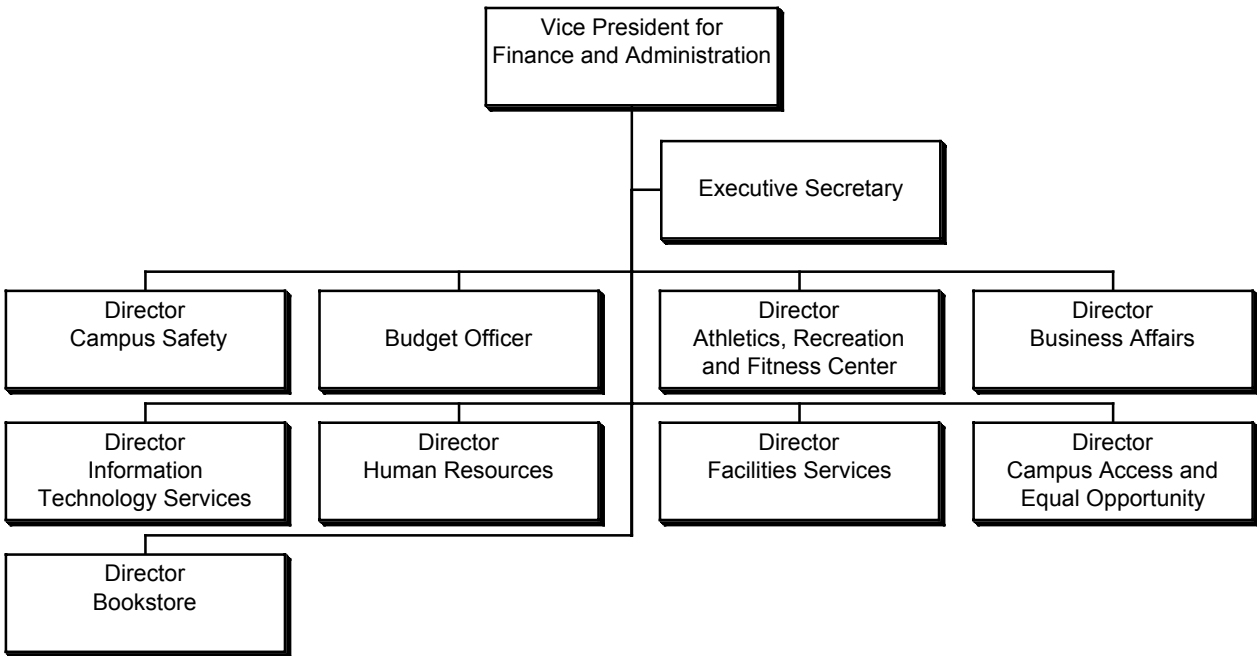 Vice President for
Finance and Administration
Executive Secretary
Director
Campus Safety
Budget Officer
Director
Athletics, Recreation
and Fitness Center
Director
Business Affairs
Director
Information
Technology Services
Director
Human Resources
Director
Facilities Services
Director
Campus Access and
Equal Opportunity
Director
Bookstore